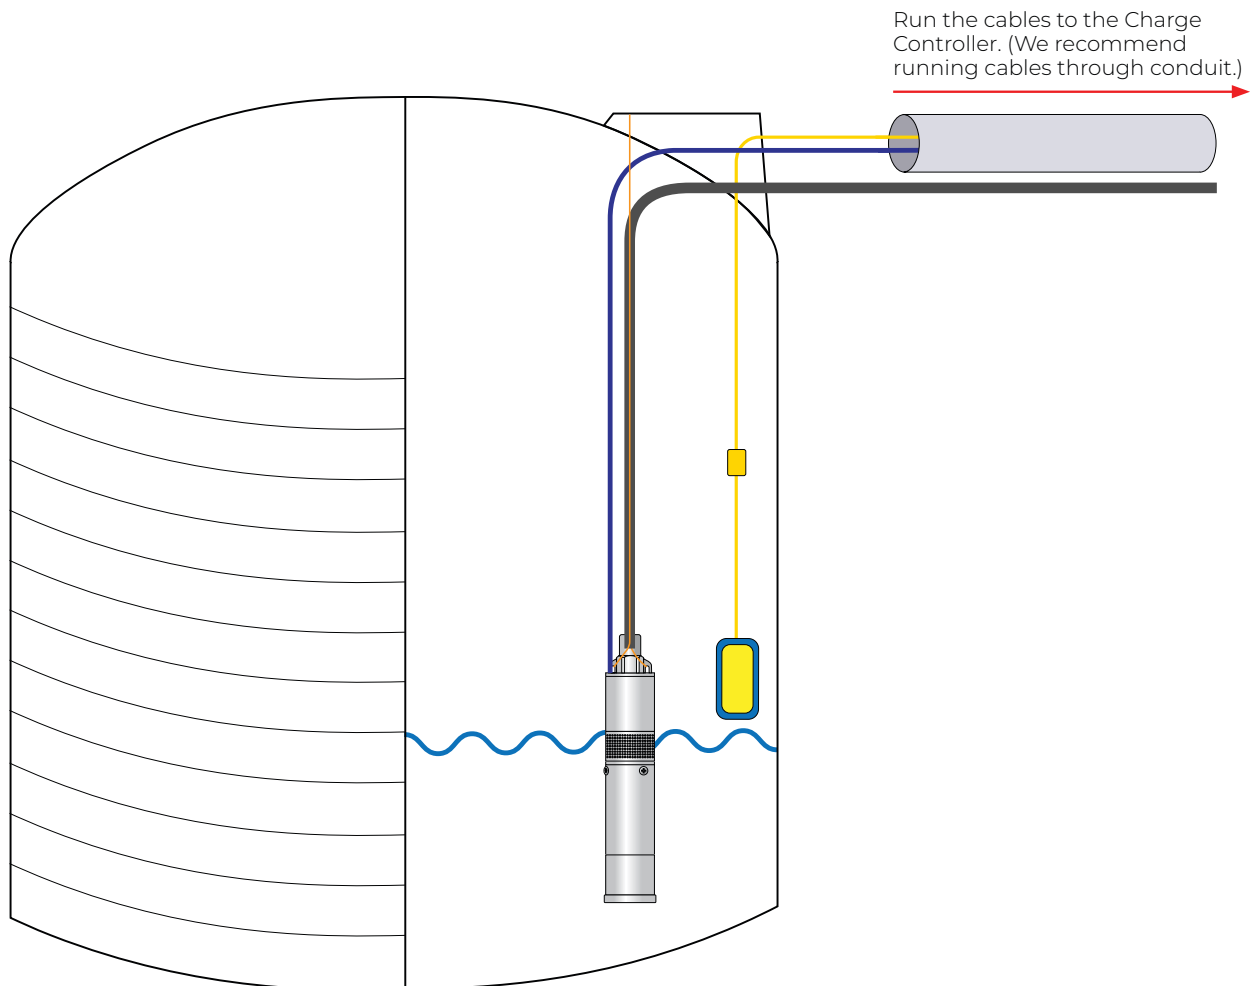 Run the cables to the Charge
Controller. (We recommend
running cables through conduit.)